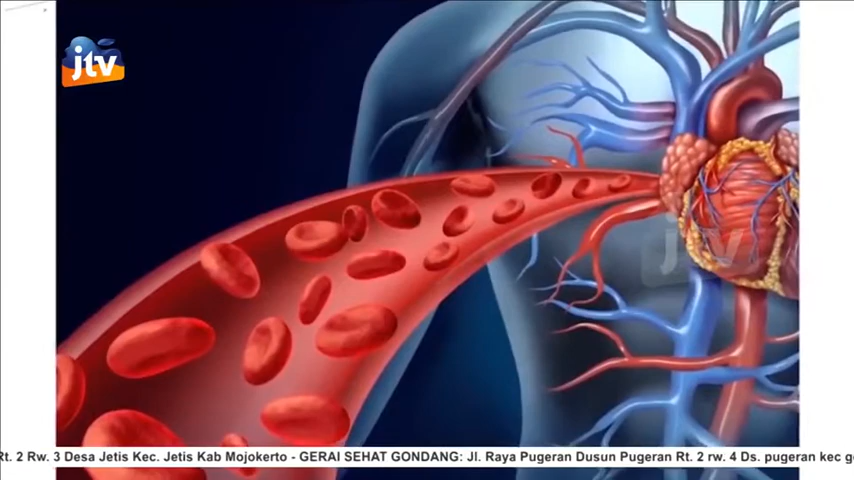 jtv
jtv
Rt. 2 Rw. 3 Desa Jetis Kec. Jetis Kab Mojokerto - GERAI SEHAT GONDANG: Jl. Raya Pugeran Dusun Pugeran Rt. 2 rw. 4 Ds. pugeran kec